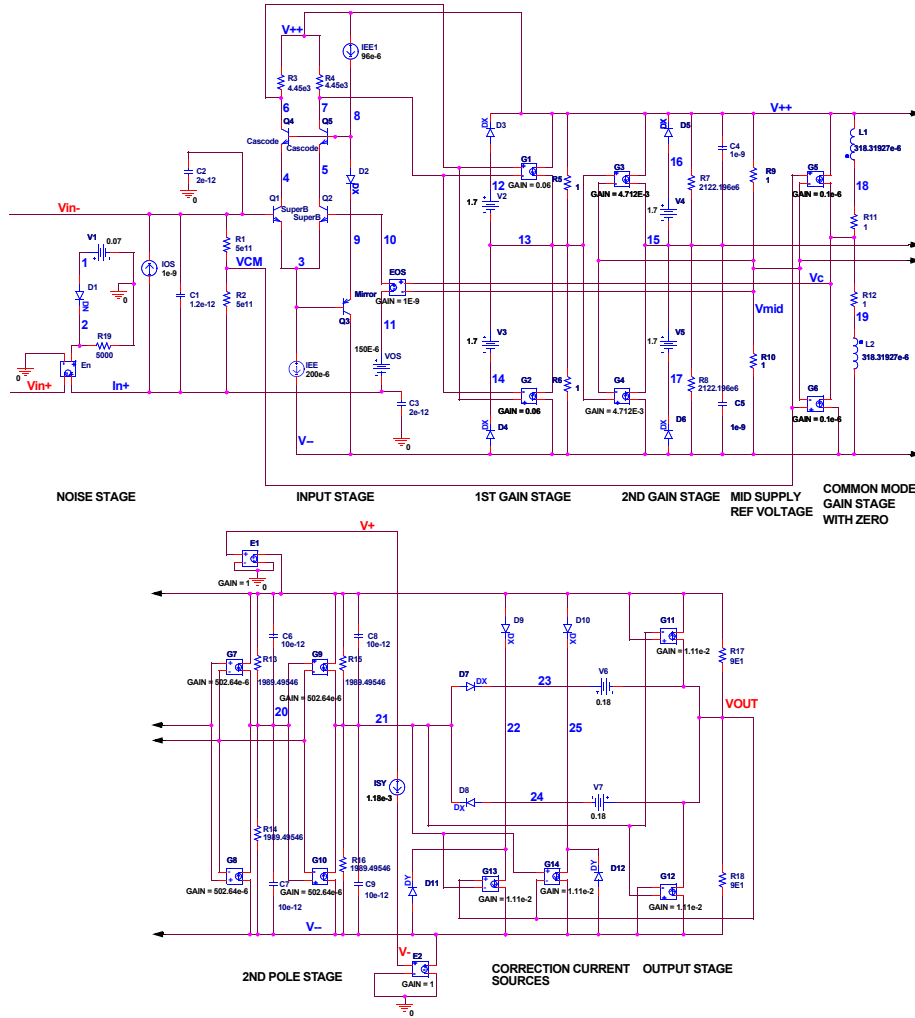 V++
IEE1
96e-6
R3
4.45e3
R4
4.45e3
6
7
8
Q4
Q5
Cascode
Cascode
C2
2e-12
0
4
5
D2
DX
Vin-
Q1
SuperB
SuperB
Q2
9
10
V1
0.07
1
0
D1
DN
2
R19
5000
IOS
1e-9
C1
1.2e-12
R1
5e11
VCM
R2
5e11
3
Mirror
Q3
EOS
GAIN = 1E-9
11
150E-6
VOS
IEE
200e-6
C3
2e-12
0
0
En
Vin+
In+
V--
D3
DX
12
V2
1.7
G1
GAIN = 0.06
R5
1
13
V3
1.7
14
G2
GAIN = 0.06
R6
1
D4
DX
G3
GAIN = 4.712E-3
D5
DX
16
V4
1.7
R7
2122.196e6
15
V5
1.7
17
G4
GAIN = 4.712E-3
R8
2122.196e6
D6
DX
C4
1e-9
C5
1e-9
V++
R9
1
Vmid
R10
1
G5
GAIN = 0.1e-6
Vc
G6
GAIN = 0.1e-6
L1
318.31927e-6
18
R11
1
R12
1
19
L2
318.31927e-6
NOISE STAGE
INPUT STAGE
1ST GAIN STAGE
2ND GAIN STAGE
MID SUPPLY
REF VOLTAGE
COMMON MODE
GAIN STAGE
WITH ZERO
V+
E1
GAIN = 1
0
C6
10e-12
C8
10e-12
G7
GAIN = 502.64e-6
R13
1989.49546
G9
GAIN = 502.64e-6
R15
1989.49546
20
21
R14
1989.49546
R16
1989.49546
G8
GAIN = 502.64e-6
G10
GAIN = 502.64e-6
C7
10e-12
C9
10e-12
V--
ISY
1.18e-3
D9
DX
D10
DX
D7
DX
23
V6
0.18
22
25
D8
DX
24
V7
0.18
G11
GAIN = 1.11e-2
R17
9E1
VOUT
D11
DY
G13
GAIN = 1.11e-2
G14
GAIN = 1.11e-2
D12
DY
G12
GAIN = 1.11e-2
R18
9E1
V-
E2
GAIN = 1
0
2ND POLE STAGE
CORRECTION CURRENT
SOURCES
OUTPUT STAGE